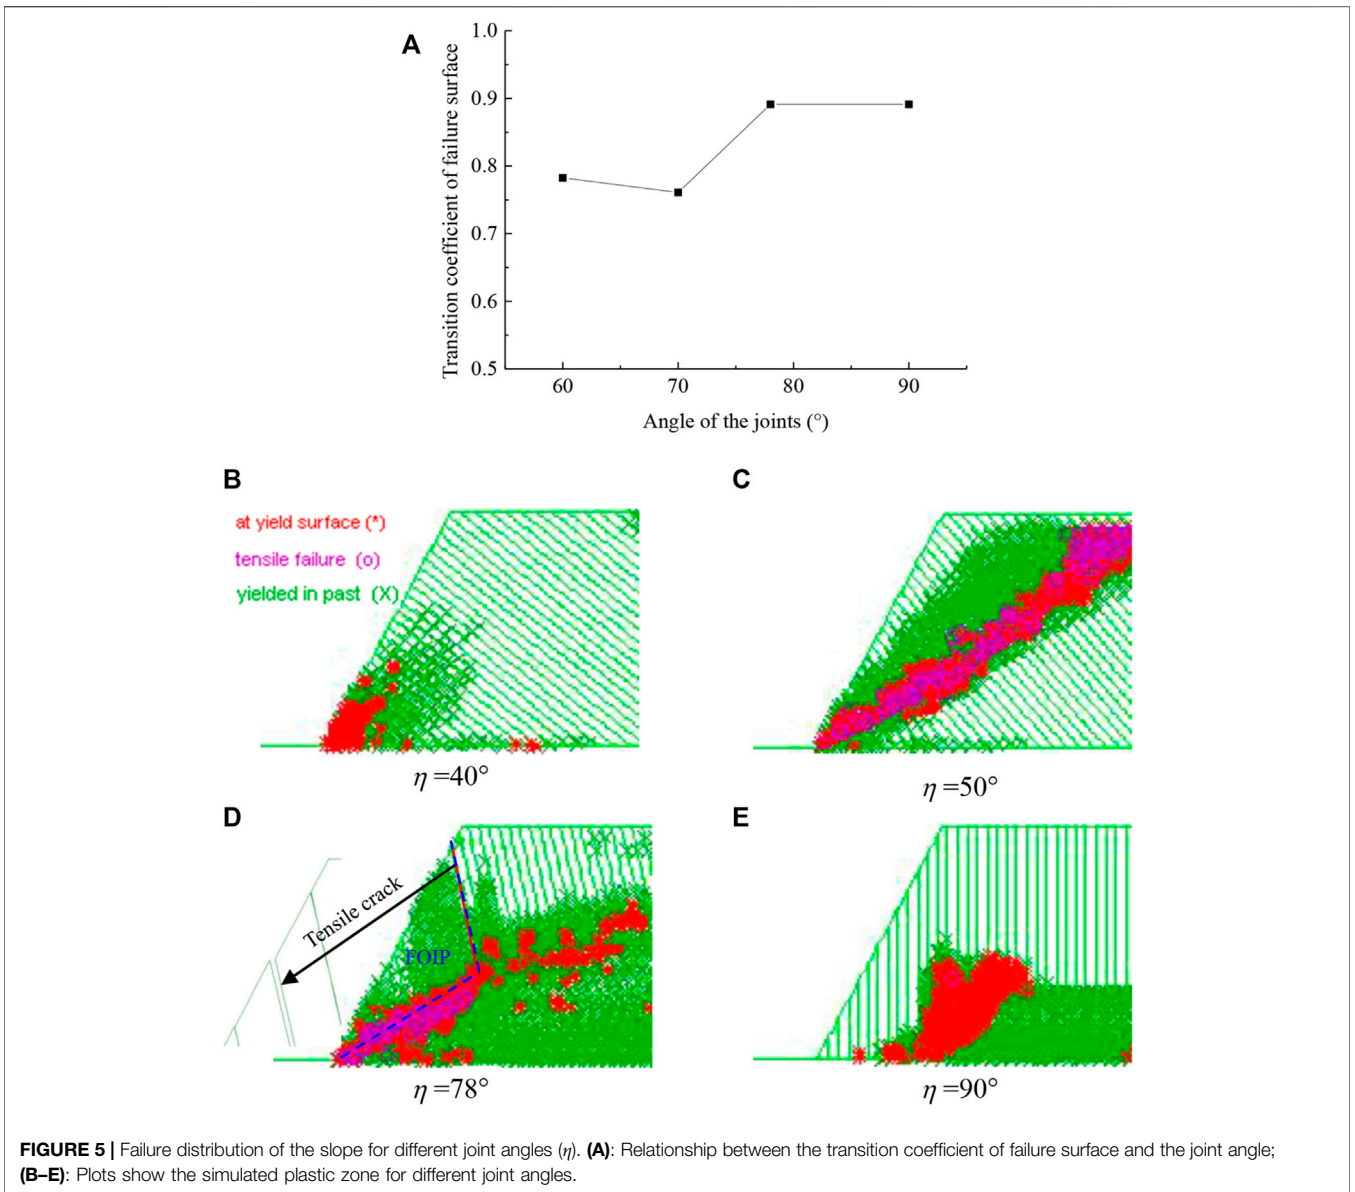 A
Transition coefficient of failure surface
1.0
0.9
0.8
0.7
0.6
0.5
60 70 80 90
Angle of the joints (°)
B
at yield surface (*)
tensile failure (o)
yielded in past (X)
η =40°
C
η =50°
D
Tensile crack
FOIP
η =78°
E
η =90°
FIGURE 5 | Failure distribution of the slope for different joint angles (η). (A): Relationship between the transition coefficient of failure surface and the joint angle;
(B–E): Plots show the simulated plastic zone for different joint angles.